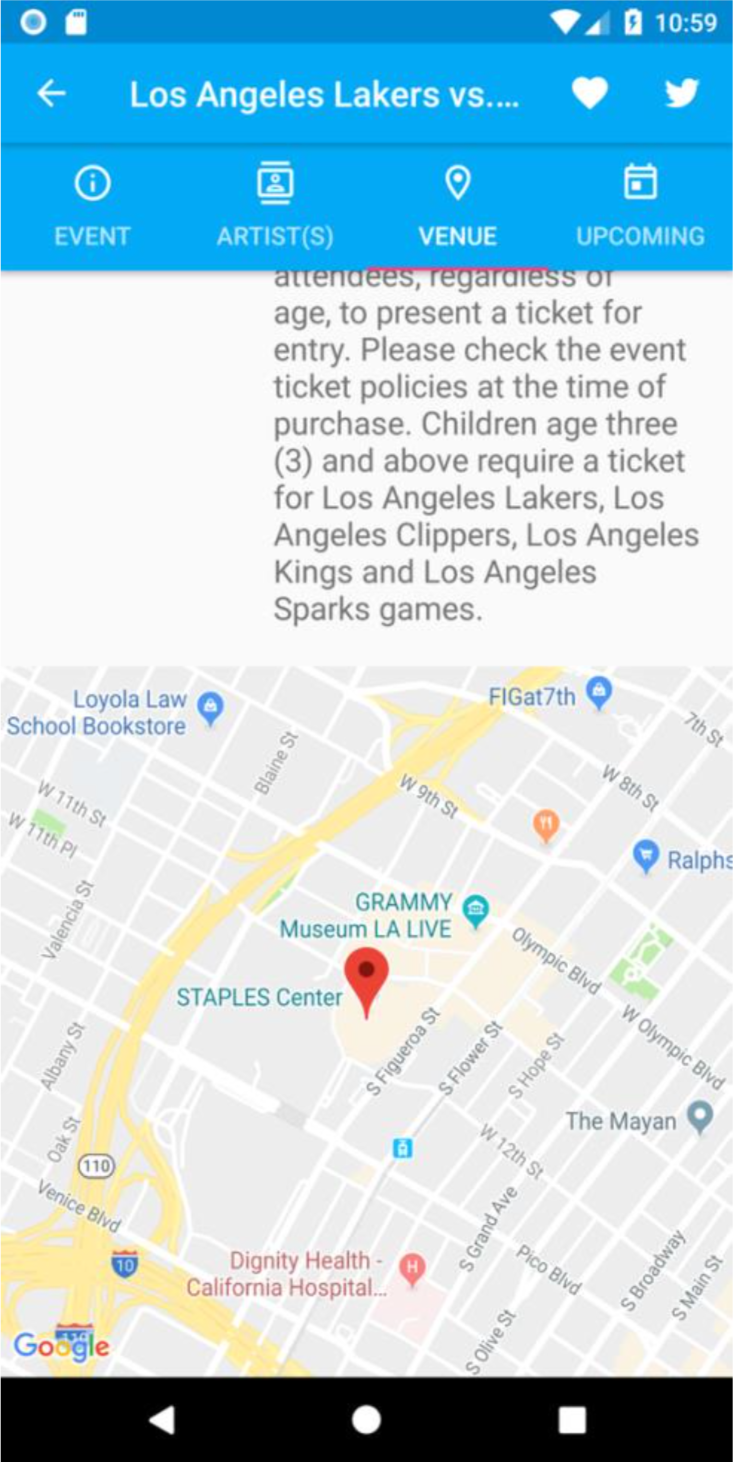 10:59
Los Angeles Lakers vs....
EVENT
ARTIST(S)
VENUE
UPCOMING
attendees, regardless of
age, to present a ticket for
entry. Please check the event
ticket policies at the time of
purchase. Children age three
(3) and above require a ticket
for Los Angeles Lakers, Los
Angeles Clippers, Los Angeles
Kings and Los Angeles
Sparks games.
Loyola Law
School Bookstore
FIGat7th
7th St
Blaine St
W 11th St
W 11th Pl
W 9th St
W 8th St
Ralphs
Valencia St
GRAMMY
Museum LA LIVE
Olympic Blvd
STAPLES Center
S Figueroa St
S Flower St
S Hope St
W Olympic Blvd
Albany St
The Mayan
Oak St
W 12th St
110
Venice Blvd
S Grand Ave
Pico Blvd
S Broadway
S Main St
10
Dignity Health -
California Hospital...
H
S Olive St
110
Google